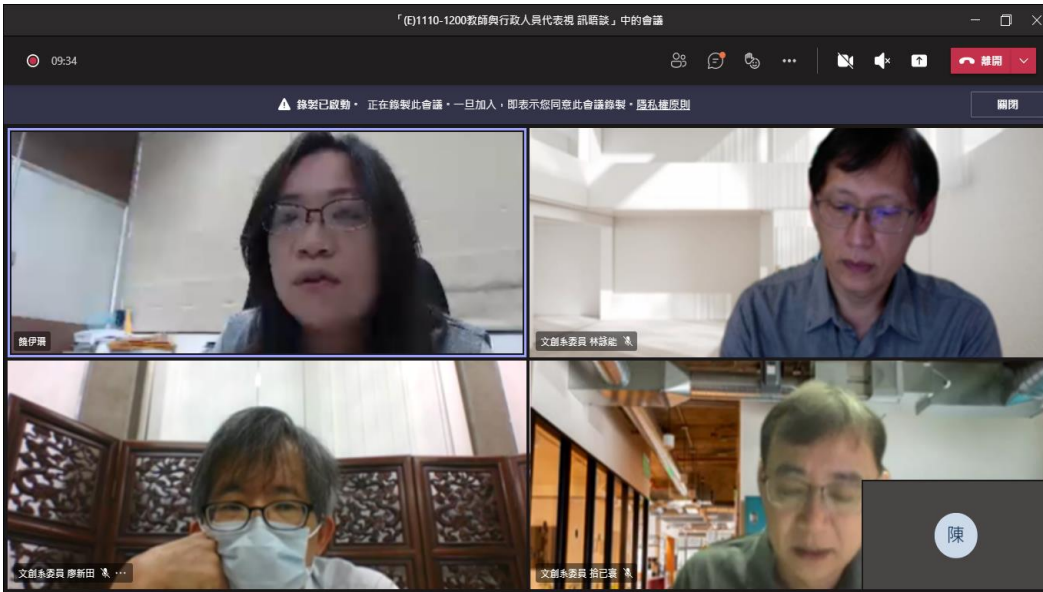 「(E)1110-1200教師與行政人員代表視 訊晤談」中的會議
09:34
離開
錄製已啟動。 正在錄製此會議。一旦加入，即表示您同意此會議錄製。隱私權原則
關閉
饒伊珊
文創系委員 林詠能
文創系委員 廖新田
文創系委員 拾已寰
陳